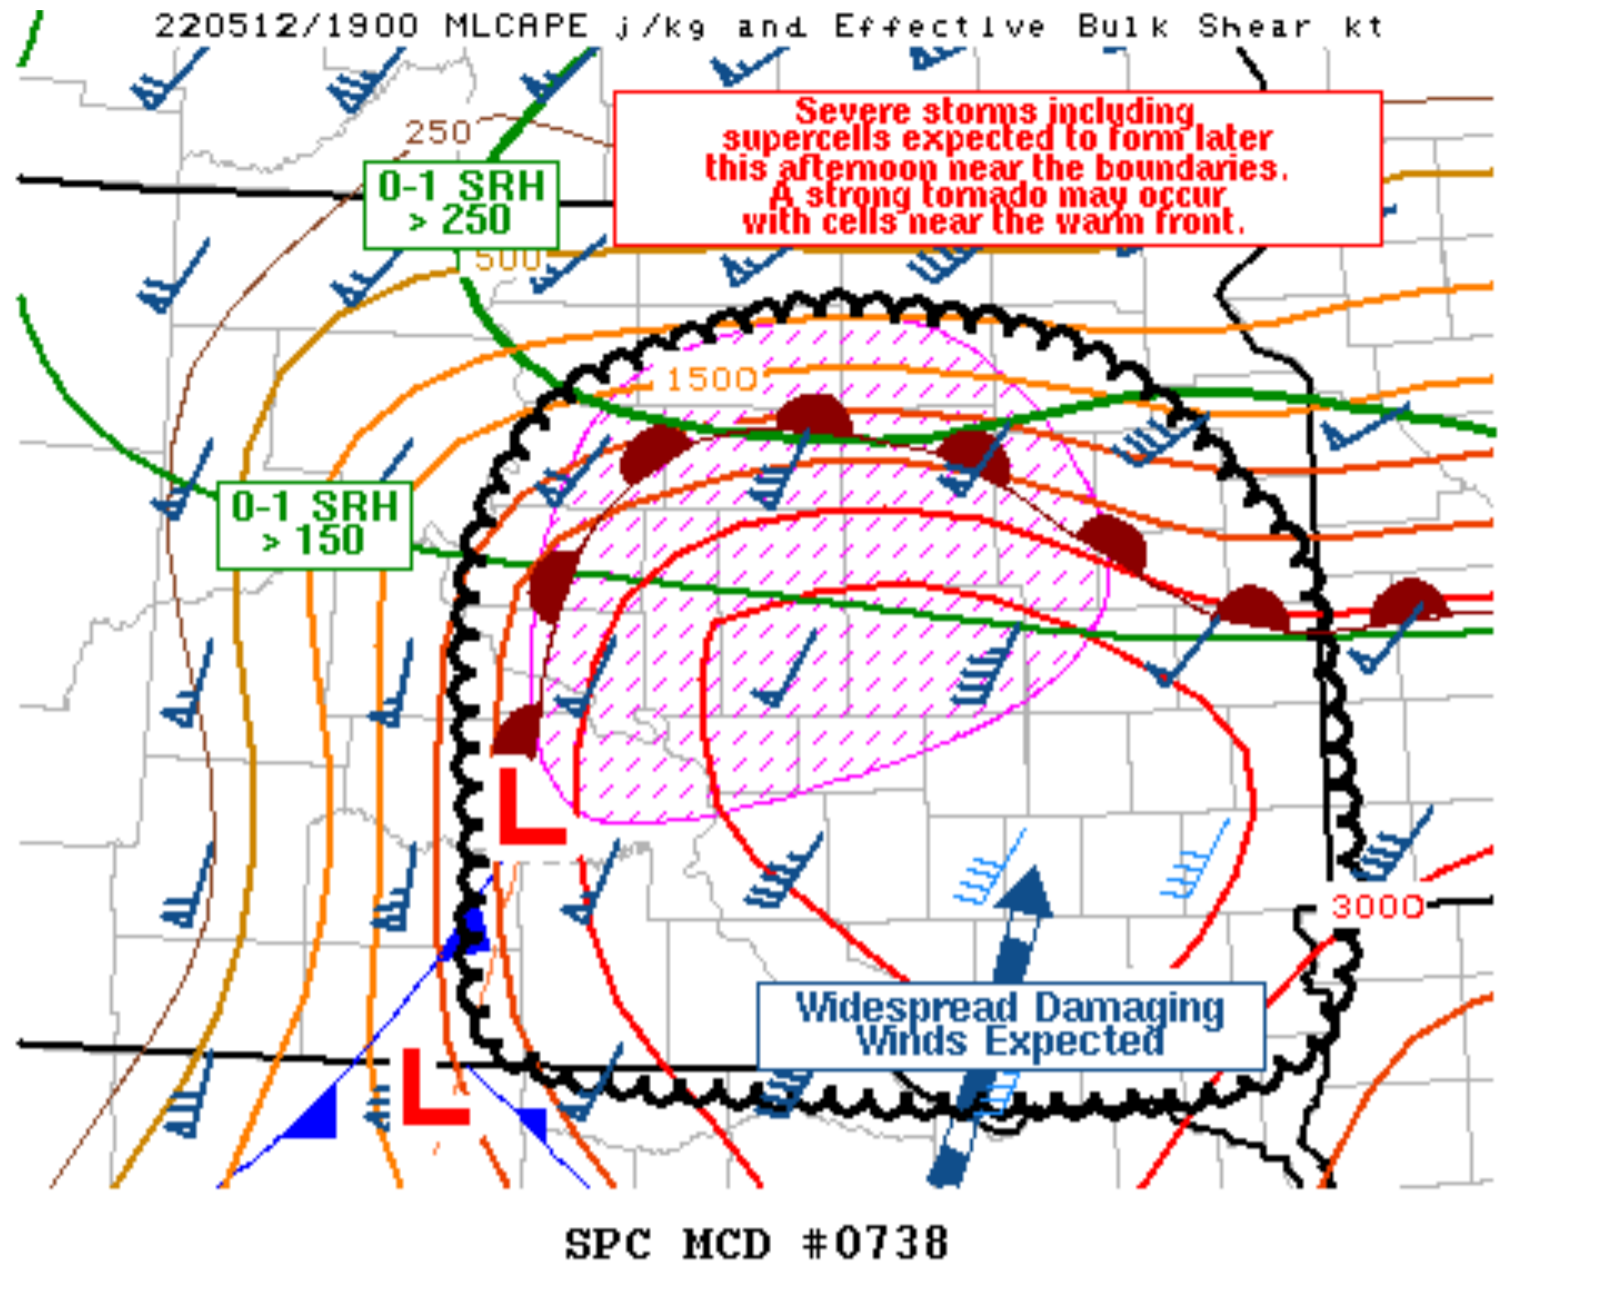 220512/1900 MLCAPE j/kg and Effective Bulk Shear kt
Severe storms including
supercells expected to form later
this afternoon near the boundaries.
A strong tornado may occur
with cells near the warm front.
250
0-1 SRH
> 250
500
1500
0-1 SRH
> 150
L
3000
Widespread Damaging
Winds Expected
L
SPC MCD #0738